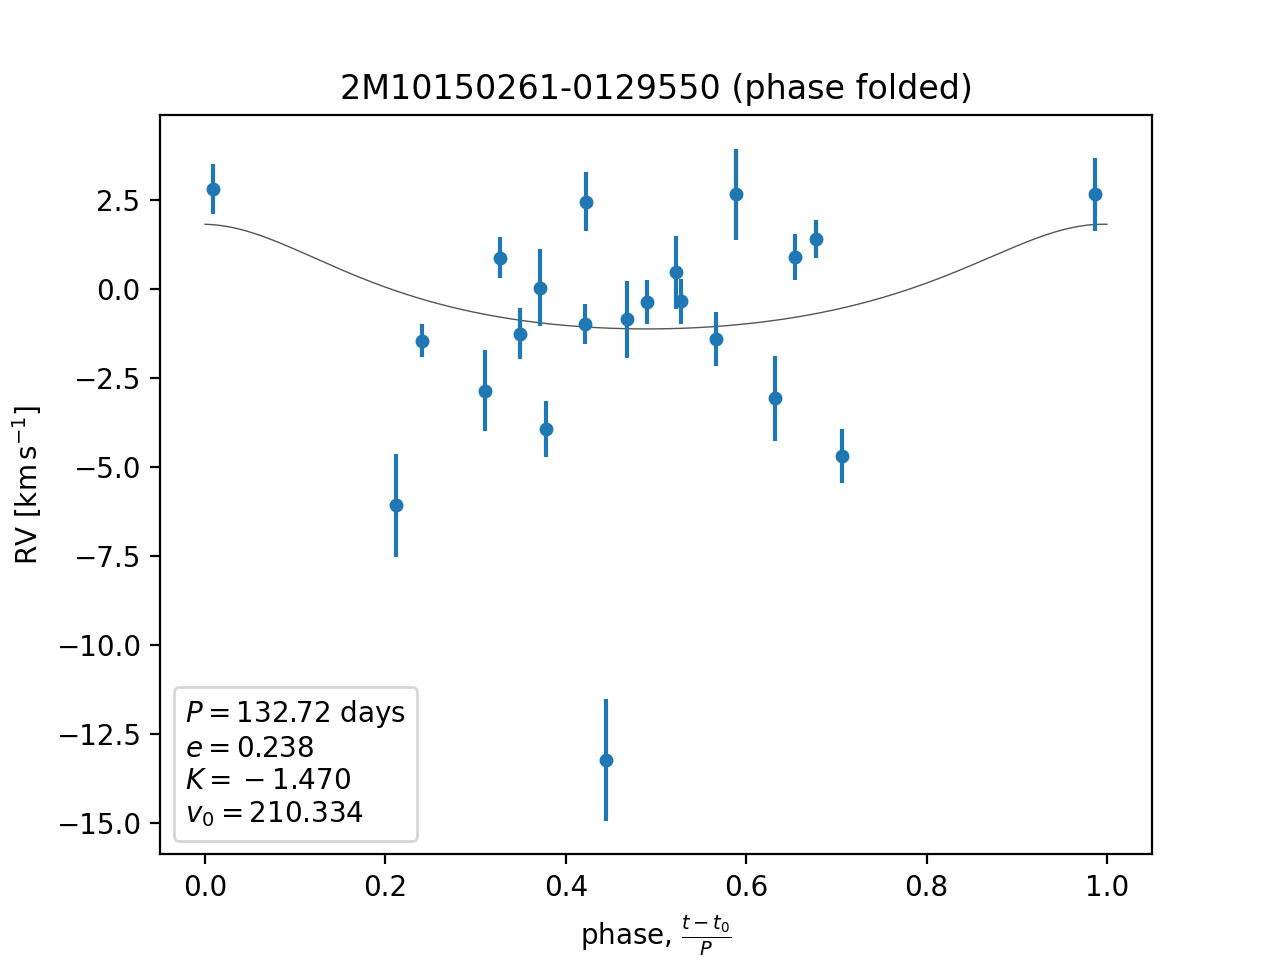 2M10150261-0129550 (phase folded)
RV [km s⁻¹]
2.5
0.0
−2.5
−5.0
−7.5
−10.0
−12.5
−15.0
P = 132.72 days
e = 0.238
K = −1.470
v₀ = 210.334
0.0 0.2 0.4 0.6 0.8 1.0
phase, (t − t₀)/P